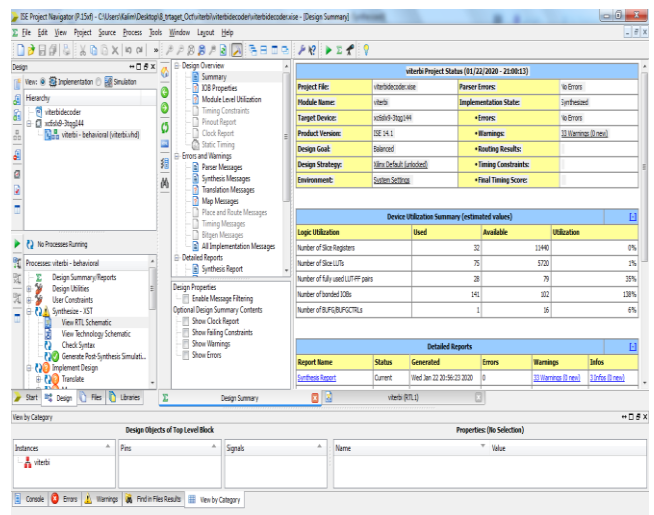 ISE Project Navigator (P.15xf) - C:\Users\Kalim\Desktop\8_trtaget_Oct\viterbi\viterbidecoder\viterbidecoder.xise - [Design Summary]
File Edit View Project Source Process Tools Window Layout Help
Design
View: Implementation Simulation
Hierarchy
viterbidecoder
xc6slx9-3tqg144
viterbi - behavioral (viterbi.vhd)
No Processes Running
Processes: viterbi - behavioral
Design Summary/Reports
Design Utilities
User Constraints
Synthesize - XST
View RTL Schematic
View Technology Schematic
Check Syntax
Generate Post-Synthesis Simulati...
Implement Design
Translate
Start Design Files Libraries
Design Overview
Summary
IOB Properties
Module Level Utilization
Timing Constraints
Pinout Report
Clock Report
Static Timing
Errors and Warnings
Parser Messages
Synthesis Messages
Translation Messages
Map Messages
Place and Route Messages
Timing Messages
Bitgen Messages
All Implementation Messages
Detailed Reports
Synthesis Report
Design Properties
Enable Message Filtering
Optional Design Summary Contents
Show Clock Report
Show Failing Constraints
Show Warnings
Show Errors
viterbi Project Status (01/22/2020 - 21:00:13)
Project File: viterbidecoder.xise Parser Errors: No Errors
Module Name: viterbi Implementation State: Synthesized
Target Device: xc6slx9-3tqg144 •Errors: No Errors
Product Version: ISE 14.1 •Warnings: 33 Warnings (0 new)
Design Goal: Balanced •Routing Results:
Design Strategy: Xilinx Default (unlocked) •Timing Constraints:
Environment: System Settings •Final Timing Score:
Device Utilization Summary (estimated values) [-]
Logic Utilization Used Available Utilization
Number of Slice Registers 32 11440 0%
Number of Slice LUTs 75 5720 1%
Number of fully used LUT-FF pairs 28 79 35%
Number of bonded IOBs 141 102 138%
Number of BUFG/BUFGCTRLs 1 16 6%
Detailed Reports [-]
Report Name Status Generated Errors Warnings Infos
Synthesis Report Current Wed Jan 22 20:56:23 2020 0 33 Warnings (0 new) 3 Infos (0 new)
Design Summary viterbi (RTL1)
View by Category
Design Objects of Top Level Block Properties: (No Selection)
Instances Pins Signals Name Value
viterbi
Console Errors Warnings Find in Files Results View by Category